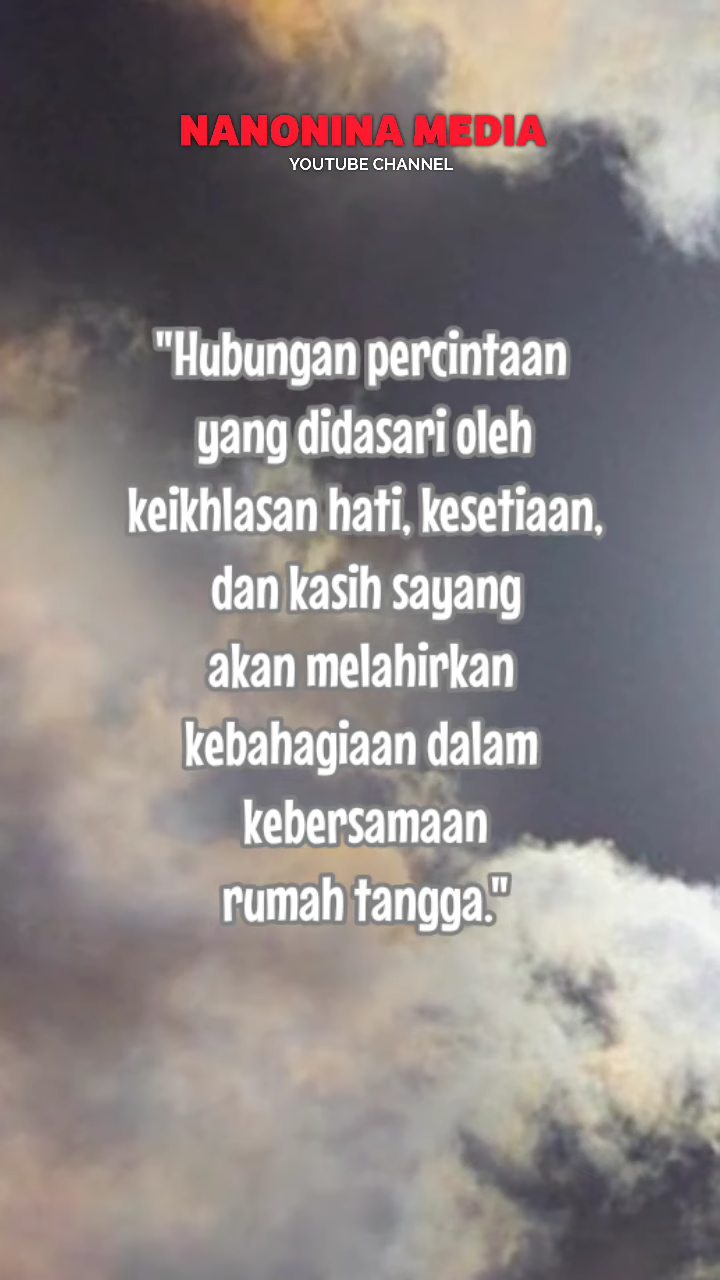 NANONINA MEDIA
YOUTUBE CHANNEL
"Hubungan percintaan
yang didasari oleh
keikhlasan hati, kesetiaan,
dan kasih sayang
akan melahirkan
kebahagiaan dalam
kebersamaan
rumah tangga."